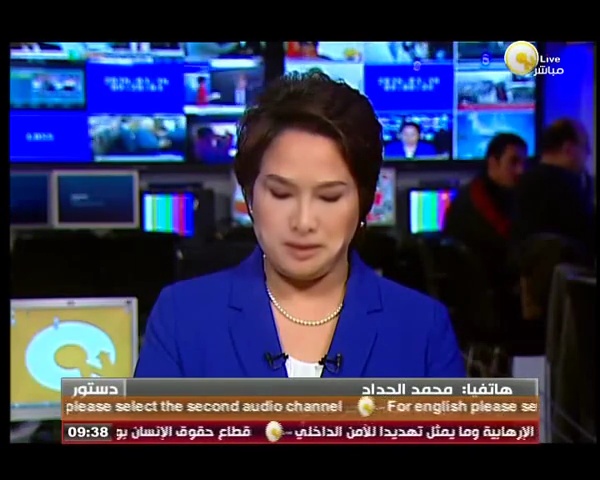 Live
مباشر
هاتفيا: محمد الحداد
دستور
please select the second audio channel For english please se
09:38 الإرهابية وما يمثل تهديدا للأمن الداخلي قطاع حقوق الإنسان بو